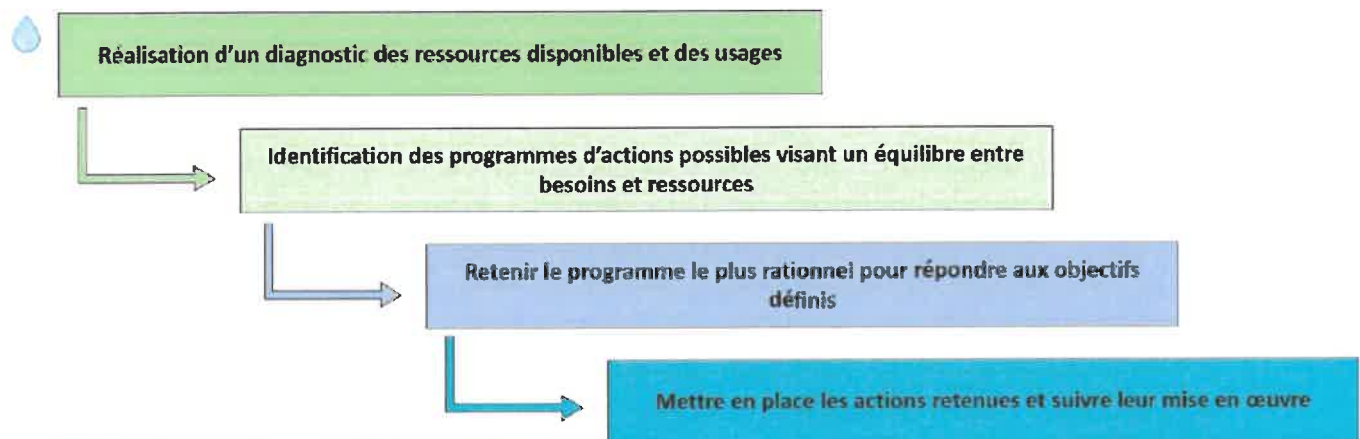 Réalisation d'un diagnostic des ressources disponibles et des usages
Identification des programmes d'actions possibles visant un équilibre entre
besoins et ressources
Retenir le programme le plus rationnel pour répondre aux objectifs
définis
Mettre en place les actions retenues et suivre leur mise en œuvre